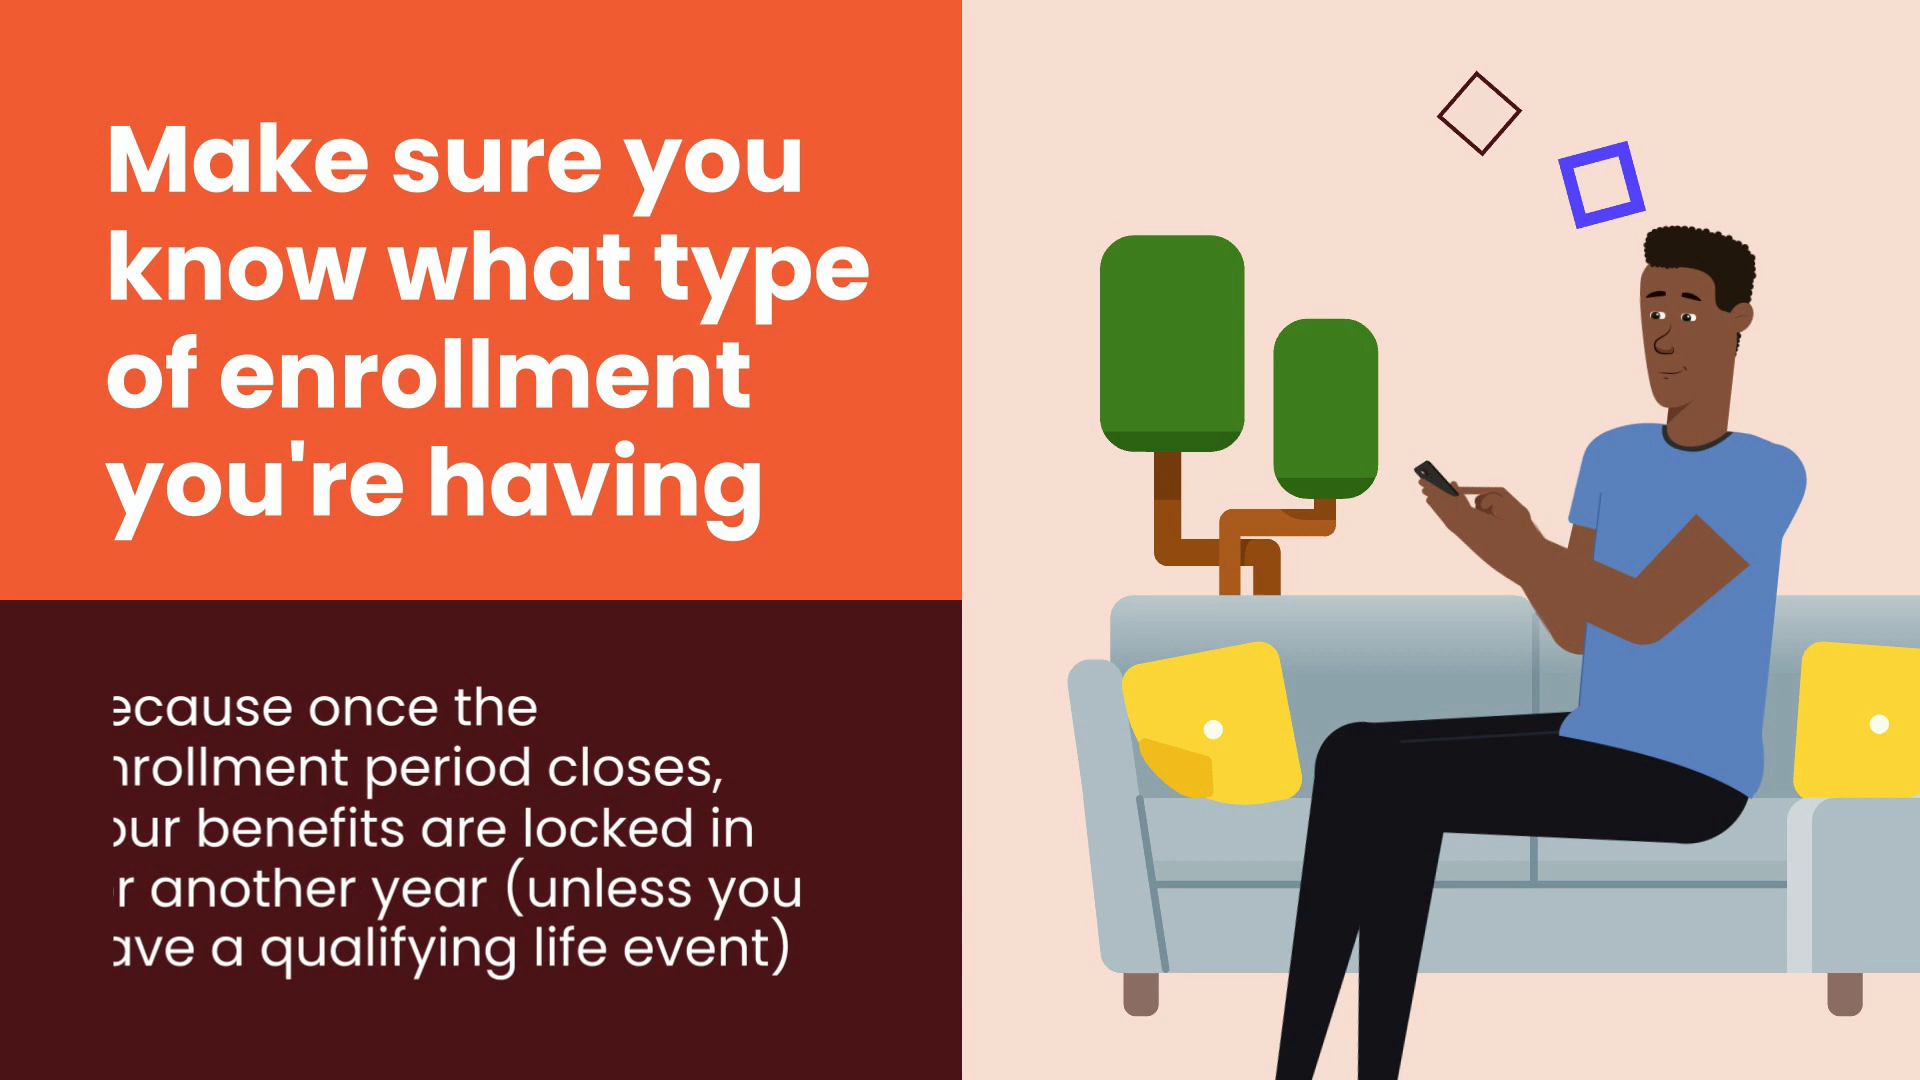 Make sure you
know what type
of enrollment
you're having
ecause once the
nrollment period closes,
our benefits are locked in
r another year (unless you
ave a qualifying life event)